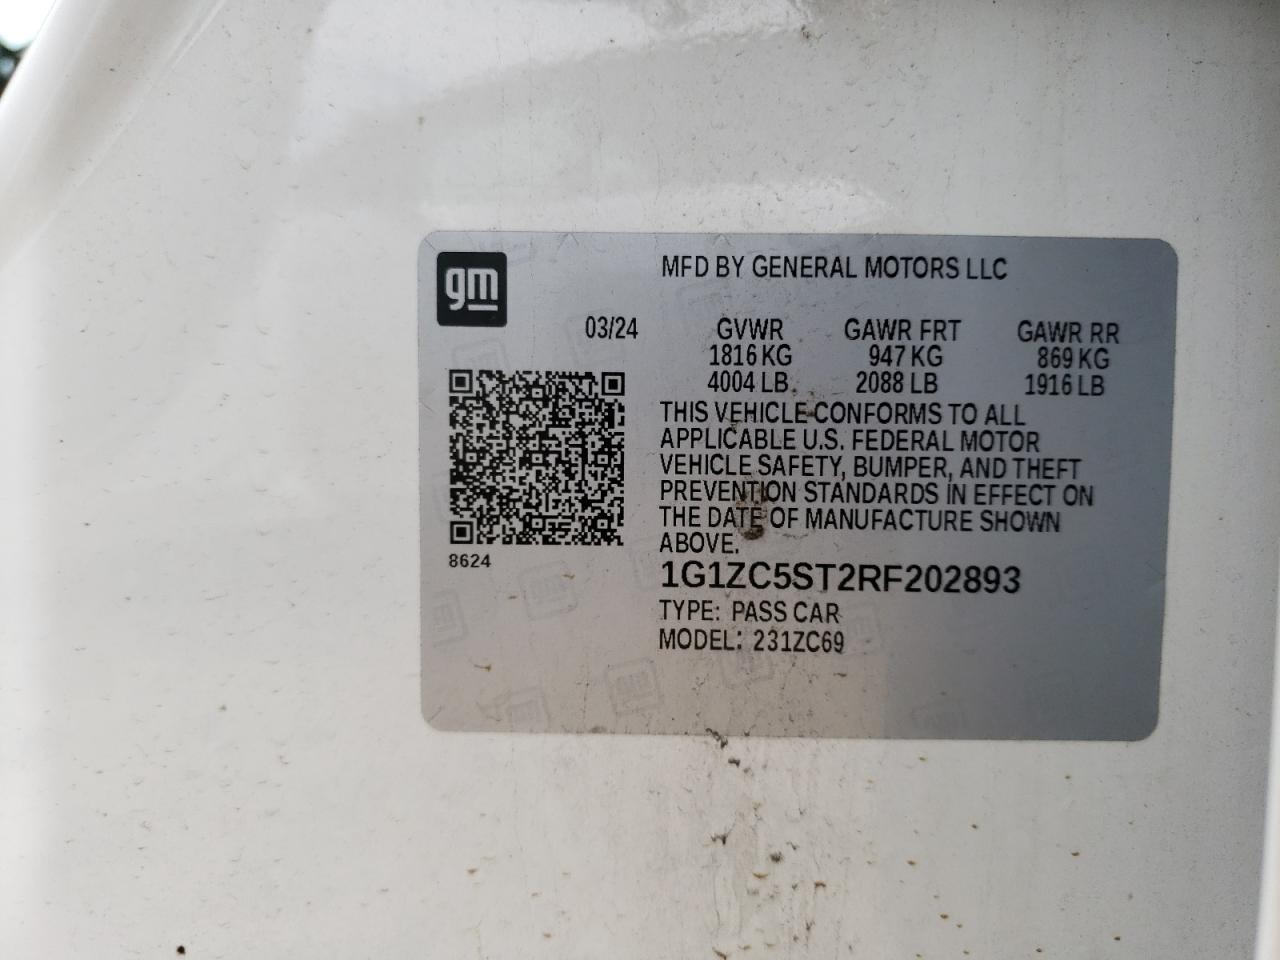 gm
MFD BY GENERAL MOTORS LLC
03/24 GVWR GAWR FRT GAWR RR
1816 KG 947 KG 869 KG
4004 LB 2088 LB 1916 LB
THIS VEHICLE CONFORMS TO ALL
APPLICABLE U.S. FEDERAL MOTOR
VEHICLE SAFETY, BUMPER, AND THEFT
PREVENTION STANDARDS IN EFFECT ON
THE DATE OF MANUFACTURE SHOWN
ABOVE.
8624
1G1ZC5ST2RF202893
TYPE: PASS CAR
MODEL: 231ZC69